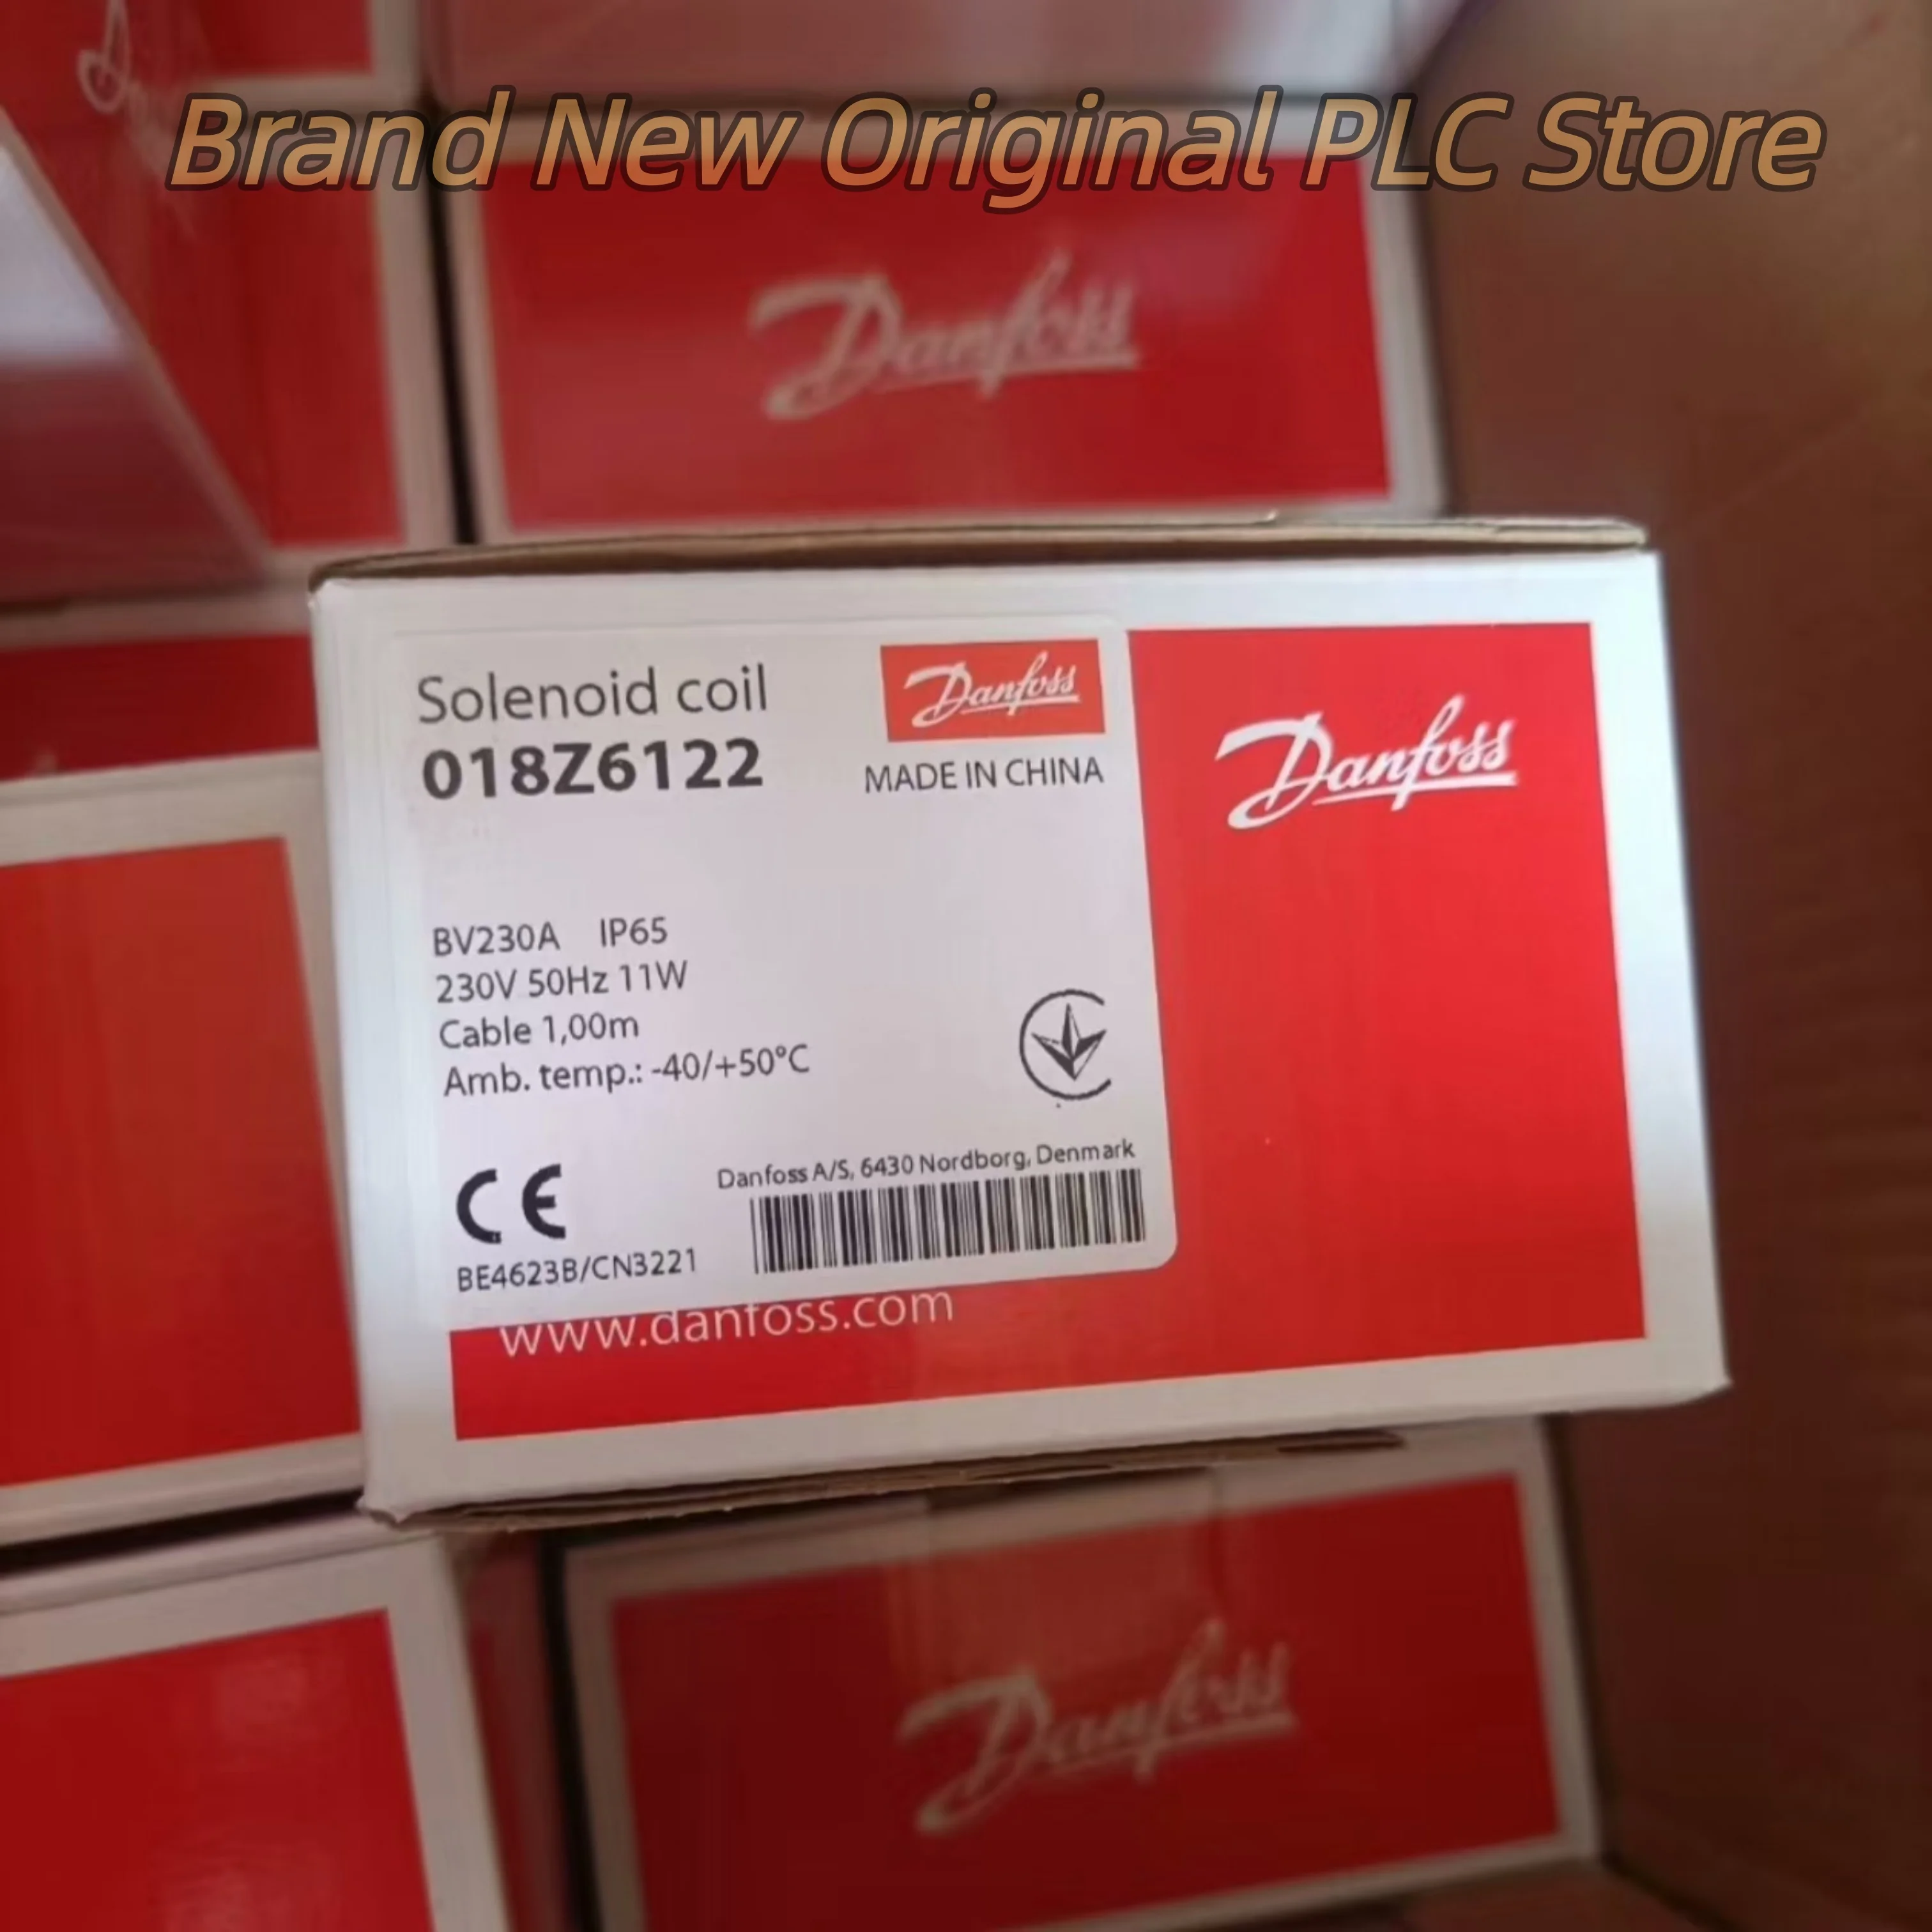 Brand New Original PLC Store
Danfoss
Solenoid coil
018Z6122
Danfoss
MADE IN CHINA
Danfoss
BV230A IP65
230V 50Hz 11W
Cable 1,00m
Amb. temp.: -40/+50°C
CE
Danfoss A/S, 6430 Nordborg, Denmark
BE4623B/CN3221
www.danfoss.com
Danfoss